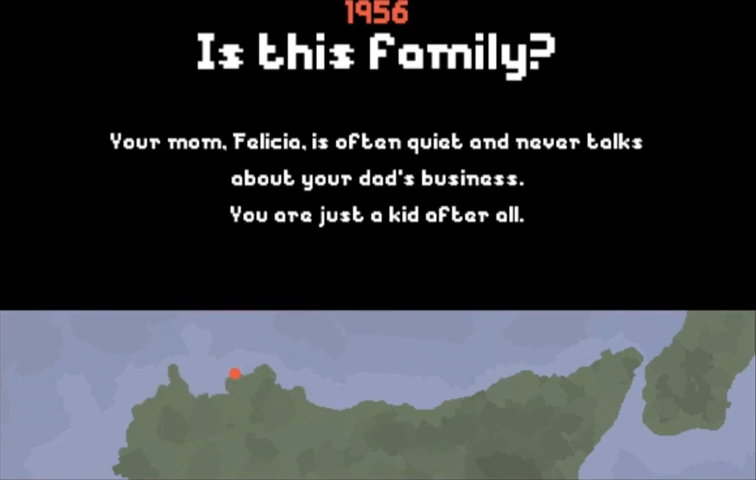 1956
Is this family?
Your mom, Felicia, is often quiet and never talks
about your dad's business.
You are just a kid after all.